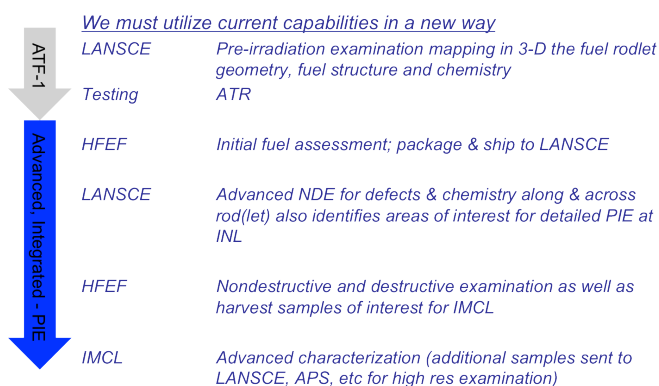 We must utilize current capabilities in a new way
LANSCE Pre-irradiation examination mapping in 3-D the fuel rodlet
geometry, fuel structure and chemistry
Testing ATR
HFEF Initial fuel assessment; package & ship to LANSCE
LANSCE Advanced NDE for defects & chemistry along & across
rod(let) also identifies areas of interest for detailed PIE at
INL
HFEF Nondestructive and destructive examination as well as
harvest samples of interest for IMCL
IMCL Advanced characterization (additional samples sent to
LANSCE, APS, etc for high res examination)
ATF-1
Advanced, Integrated - PIE